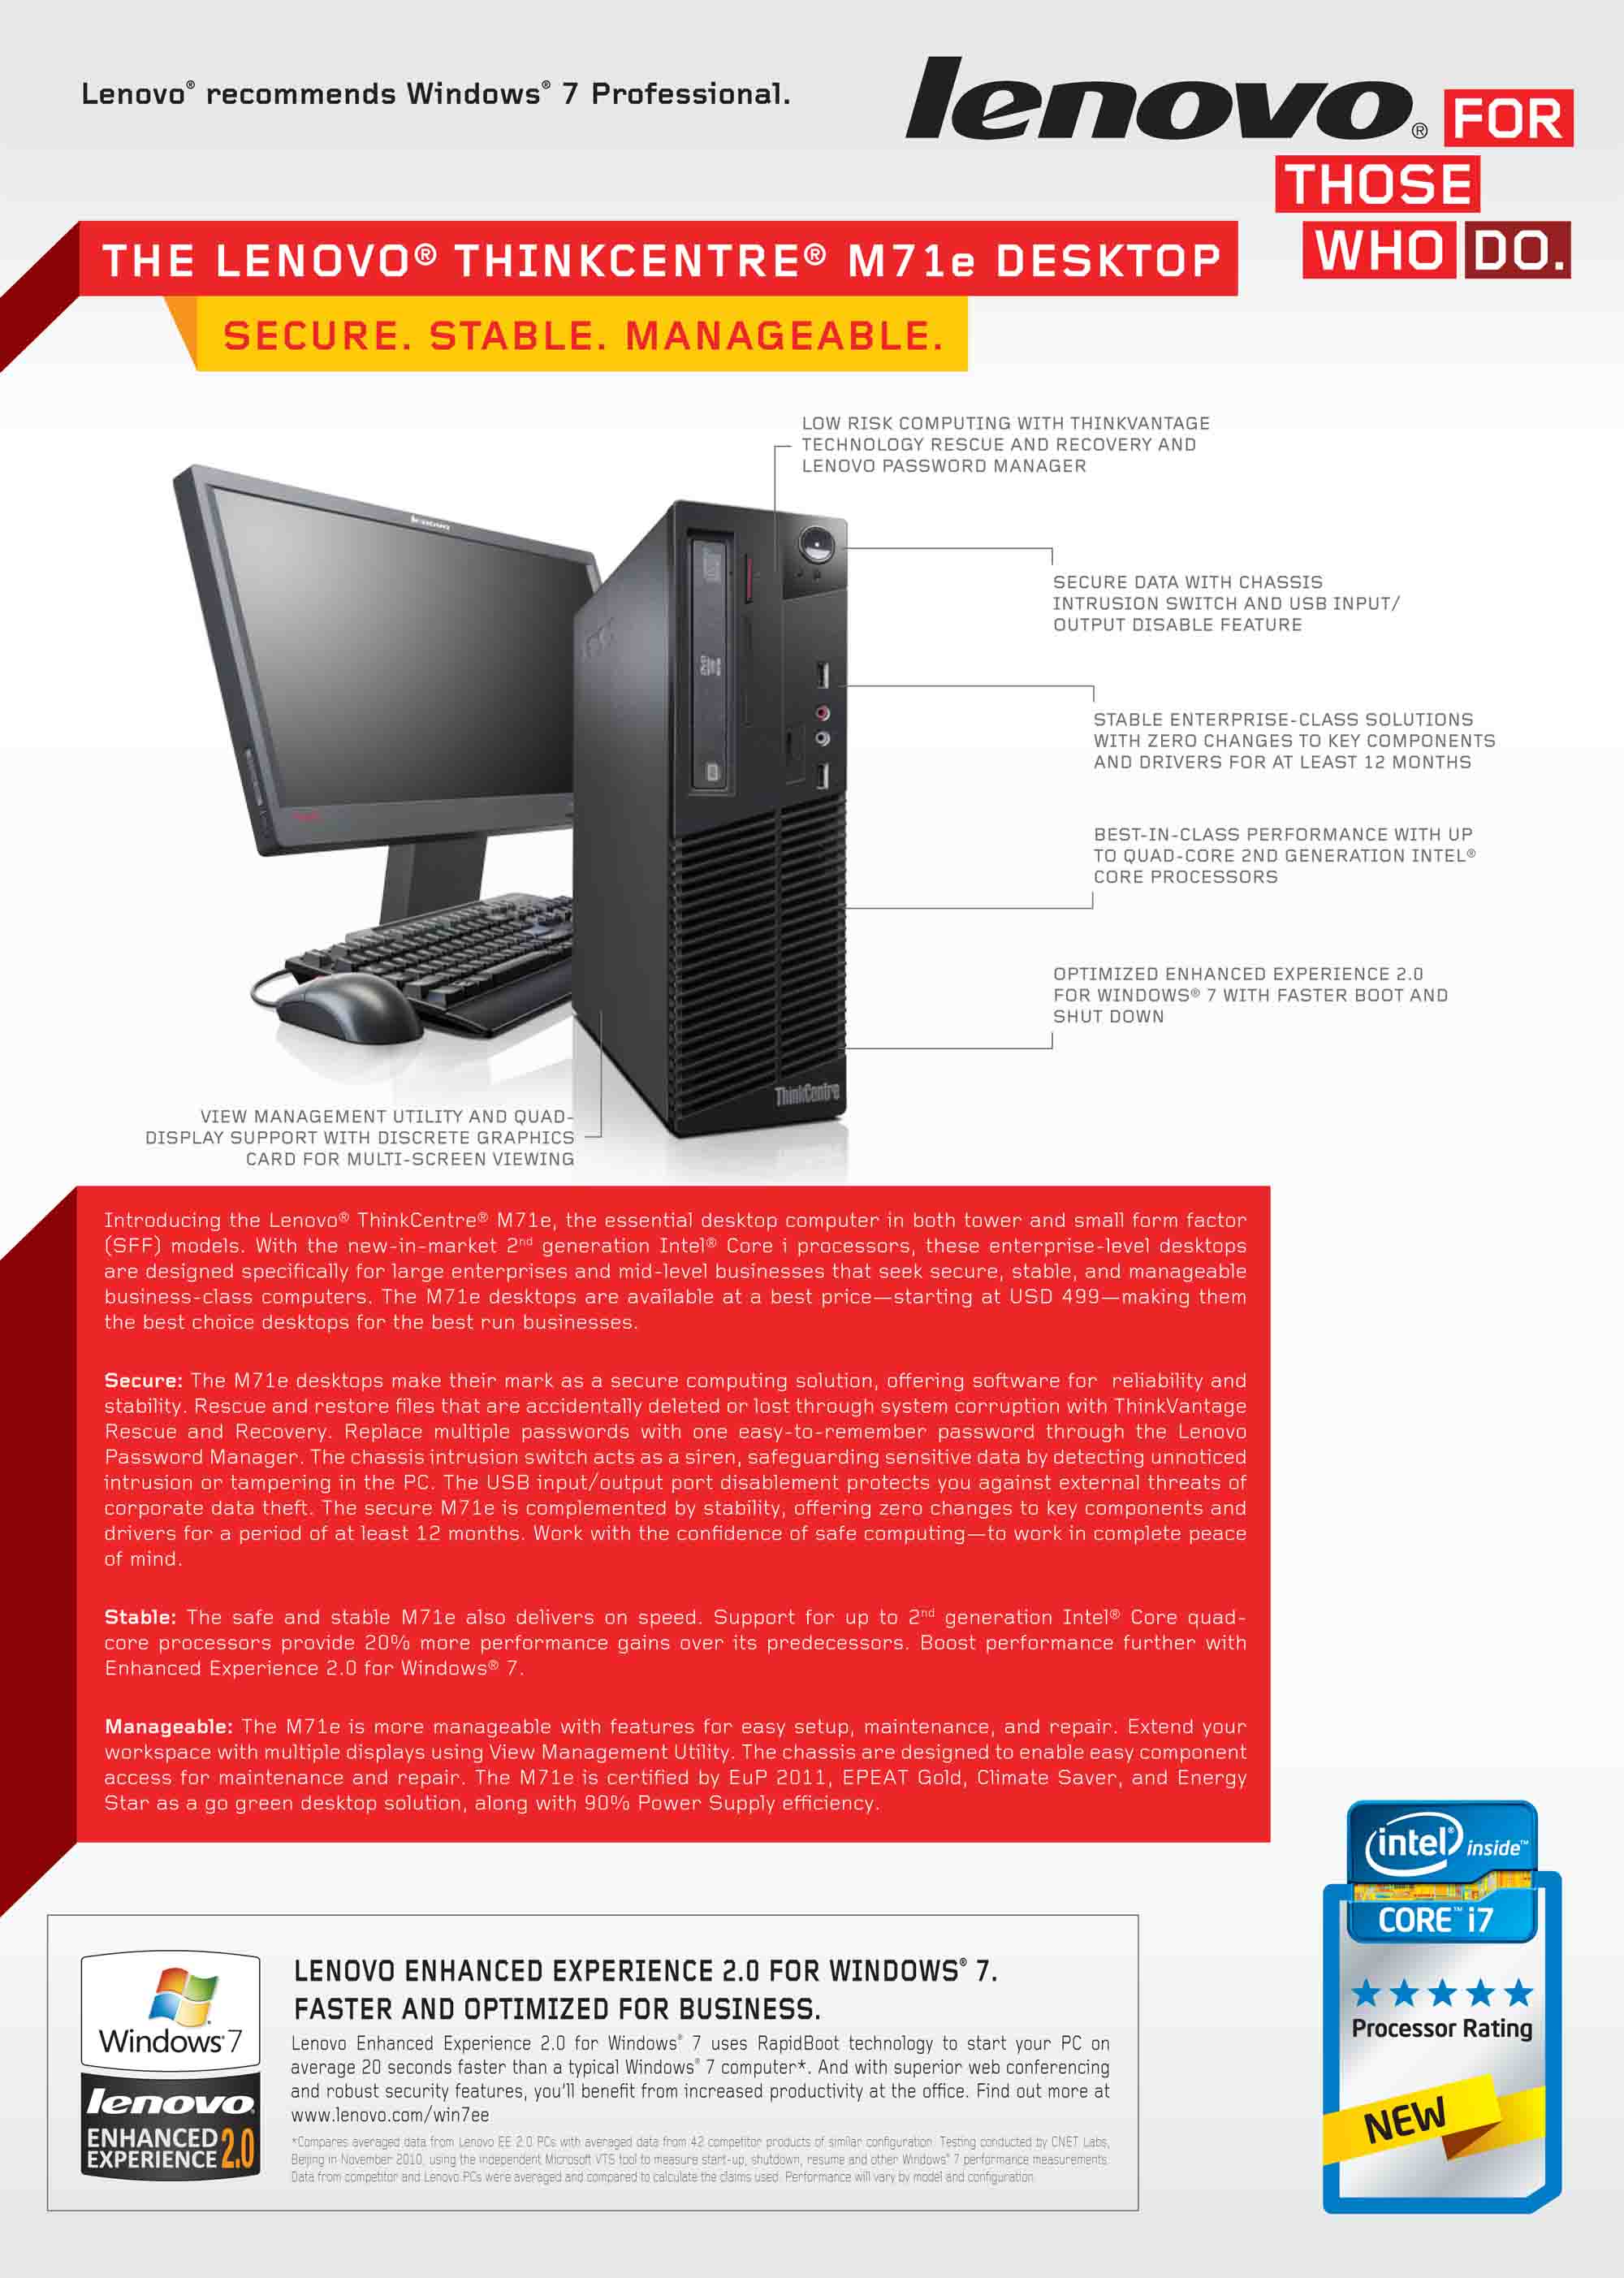 Lenovo® recommends Windows® 7 Professional.
lenovo® FOR
THOSE
WHO DO.
THE LENOVO® THINKCENTRE® M71e DESKTOP
SECURE. STABLE. MANAGEABLE.
LOW RISK COMPUTING WITH THINKVANTAGE
TECHNOLOGY RESCUE AND RECOVERY AND
LENOVO PASSWORD MANAGER
lenovo
SECURE DATA WITH CHASSIS
INTRUSION SWITCH AND USB INPUT/
OUTPUT DISABLE FEATURE
STABLE ENTERPRISE-CLASS SOLUTIONS
WITH ZERO CHANGES TO KEY COMPONENTS
AND DRIVERS FOR AT LEAST 12 MONTHS
BEST-IN-CLASS PERFORMANCE WITH UP
TO QUAD-CORE 2ND GENERATION INTEL®
CORE PROCESSORS
OPTIMIZED ENHANCED EXPERIENCE 2.0
FOR WINDOWS® 7 WITH FASTER BOOT AND
SHUT DOWN
ThinkCentre
VIEW MANAGEMENT UTILITY AND QUAD-
DISPLAY SUPPORT WITH DISCRETE GRAPHICS
CARD FOR MULTI-SCREEN VIEWING
Introducing the Lenovo® ThinkCentre® M71e, the essential desktop computer in both tower and small form factor
(SFF) models. With the new-in-market 2nd generation Intel® Core i processors, these enterprise-level desktops
are designed specifically for large enterprises and mid-level businesses that seek secure, stable, and manageable
business-class computers. The M71e desktops are available at a best price—starting at USD 499—making them
the best choice desktops for the best run businesses.
Secure: The M71e desktops make their mark as a secure computing solution, offering software for reliability and
stability. Rescue and restore files that are accidentally deleted or lost through system corruption with ThinkVantage
Rescue and Recovery. Replace multiple passwords with one easy-to-remember password through the Lenovo
Password Manager. The chassis intrusion switch acts as a siren, safeguarding sensitive data by detecting unnoticed
intrusion or tampering in the PC. The USB input/output port disablement protects you against external threats of
corporate data theft. The secure M71e is complemented by stability, offering zero changes to key components and
drivers for a period of at least 12 months. Work with the confidence of safe computing—to work in complete peace
of mind.
Stable: The safe and stable M71e also delivers on speed. Support for up to 2nd generation Intel® Core quad-
core processors provide 20% more performance gains over its predecessors. Boost performance further with
Enhanced Experience 2.0 for Windows® 7.
Manageable: The M71e is more manageable with features for easy setup, maintenance, and repair. Extend your
workspace with multiple displays using View Management Utility. The chassis are designed to enable easy component
access for maintenance and repair. The M71e is certified by EuP 2011, EPEAT Gold, Climate Saver, and Energy
Star as a go green desktop solution, along with 90% Power Supply efficiency.
intel® inside™
CORE™ i7
Processor Rating
NEW
Windows® 7
lenovo
ENHANCED
EXPERIENCE 2.0
LENOVO ENHANCED EXPERIENCE 2.0 FOR WINDOWS® 7.
FASTER AND OPTIMIZED FOR BUSINESS.
Lenovo Enhanced Experience 2.0 for Windows® 7 uses RapidBoot technology to start your PC on
average 20 seconds faster than a typical Windows® 7 computer*. And with superior web conferencing
and robust security features, you'll benefit from increased productivity at the office. Find out more at
www.lenovo.com/win7ee
*Compares averaged data from Lenovo EE 2.0 PCs with averaged data from 42 competitor products of similar configuration. Testing conducted by CNET Labs,
Beijing in November 2010, using the independent Microsoft VTS tool to measure start-up, shutdown, resume and other Windows® 7 performance measurements.
Data from competitor and Lenovo PCs were averaged and compared to calculate the claims used. Performance will vary by model and configuration.